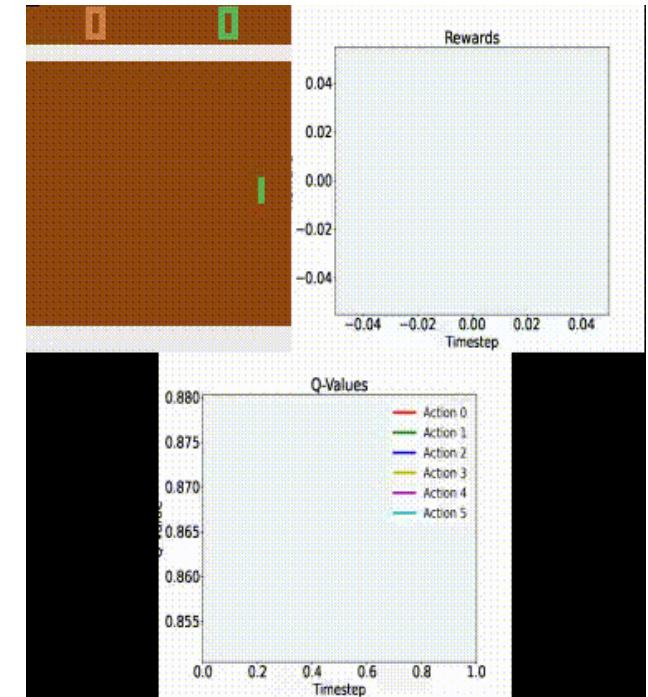 0 0
Rewards
0.04
0.02
0.00
−0.02
−0.04
−0.04 −0.02 0.00 0.02 0.04
Timestep
Q-Values
0.880
0.875
0.870
0.865
0.860
0.855
Action 0
Action 1
Action 2
Action 3
Action 4
Action 5
0.0 0.2 0.4 0.6 0.8 1.0
Timestep